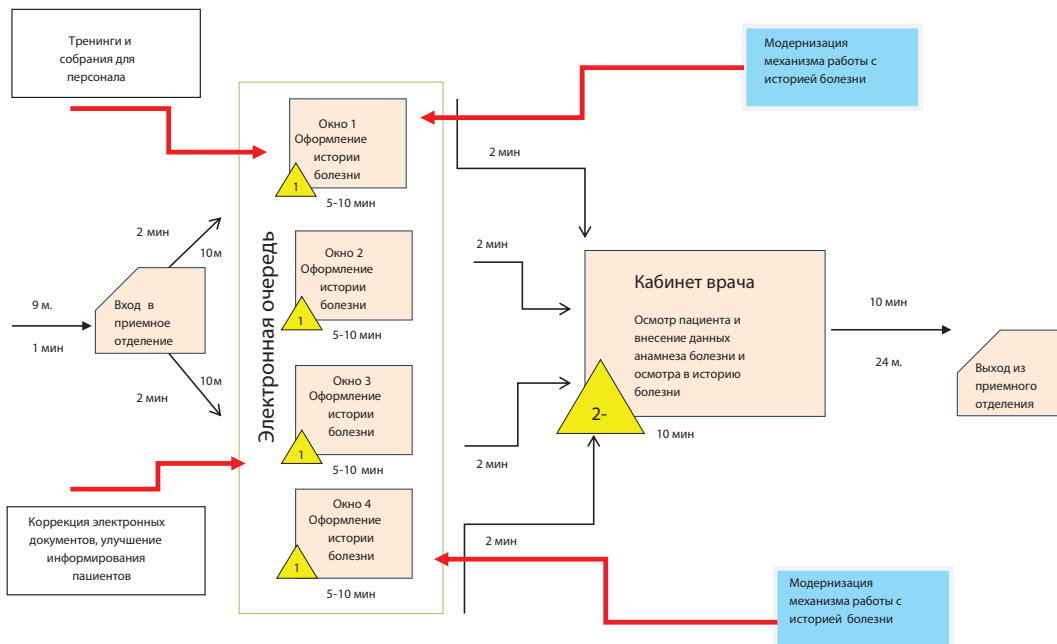 Тренинги и
собрания для
персонала
Модернизация
механизма работы с
историей болезни
Окно 1
Оформление
истории
болезни
1
5-10 мин
2 мин
2 мин
10м
Электронная очередь
Окно 2
Оформление
истории
болезни
1
5-10 мин
2 мин
9 м.
1 мин
Вход в
приемное
отделение
10м
2 мин
Окно 3
Оформление
истории
болезни
1
5-10 мин
2 мин
Кабинет врача
Осмотр пациента и
внесение данных
анамнеза болезни и
осмотра в историю
болезни
2-
10 мин
10 мин
24 м.
Выход из
приемного
отделения
Коррекция электронных
документов, улучшение
информирования
пациентов
Окно 4
Оформление
истории
болезни
1
5-10 мин
2 мин
Модернизация
механизма работы с
историей болезни